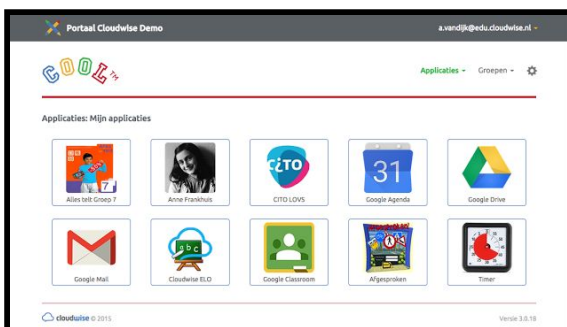 Portaal Cloudwise Demo
a.vandijk@edu.cloudwise.nl
COOL™
Applicaties
Groepen
Applicaties: Mijn applicaties
7
CITO
31
Alles telt Groep 7
Anne Frankhuis
CITO LOVS
Google Agenda
Google Drive
a b c
Google Mail
Cloudwise ELO
Google Classroom
Afgesproken
Timer
cloudwise © 2015
Versie 3.0.18